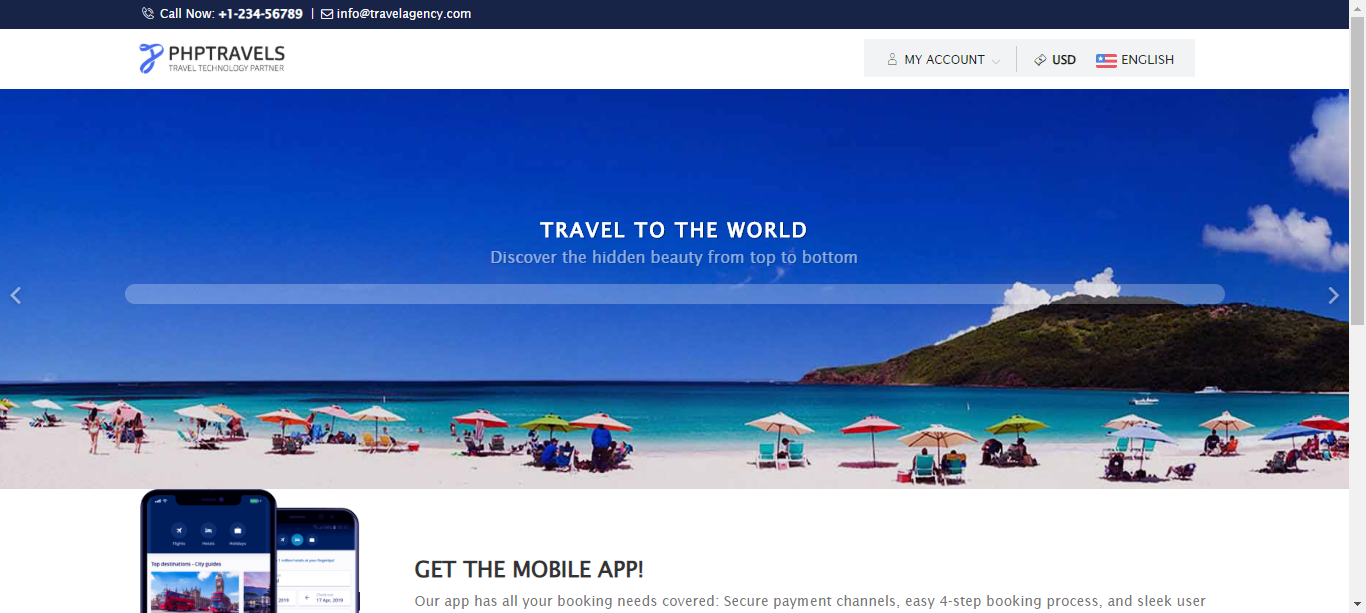 Call Now: +1-234-56789 | info@travelagency.com
PHPTRAVELS
TRAVEL TECHNOLOGY PARTNER
MY ACCOUNT
USD
ENGLISH
TRAVEL TO THE WORLD
Discover the hidden beauty from top to bottom
Flights Hotels Holidays
Top destinations - City guides
17 Apr, 2019
GET THE MOBILE APP!
Our app has all your booking needs covered: Secure payment channels, easy 4-step booking process, and sleek user